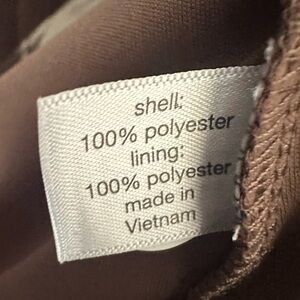 shell:
100% polyester
lining:
100% polyester
made in
Vietnam